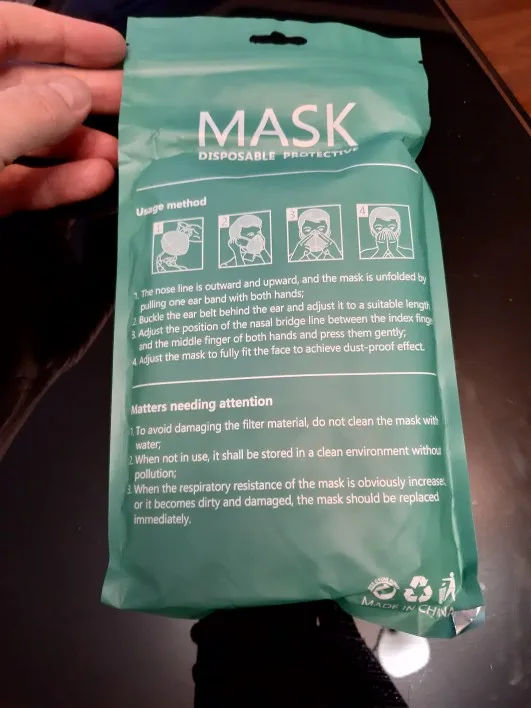 MASK
DISPOSABLE PROTECTIVE
Usage method
1 2 3 4
1. The nose line is outward and upward, and the mask is unfolded by
pulling one ear band with both hands;
2. Buckle the ear belt behind the ear and adjust it to a suitable length
3. Adjust the position of the nasal bridge line between the index fing
and the middle finger of both hands and press them gently;
4. Adjust the mask to fully fit the face to achieve dust-proof effect.
Matters needing attention
1. To avoid damaging the filter material, do not clean the mask with
water;
2. When not in use, it shall be stored in a clean environment withou
pollution;
3. When the respiratory resistance of the mask is obviously increase
or it becomes dirty and damaged, the mask should be replaced
immediately.
MADE IN CHINA